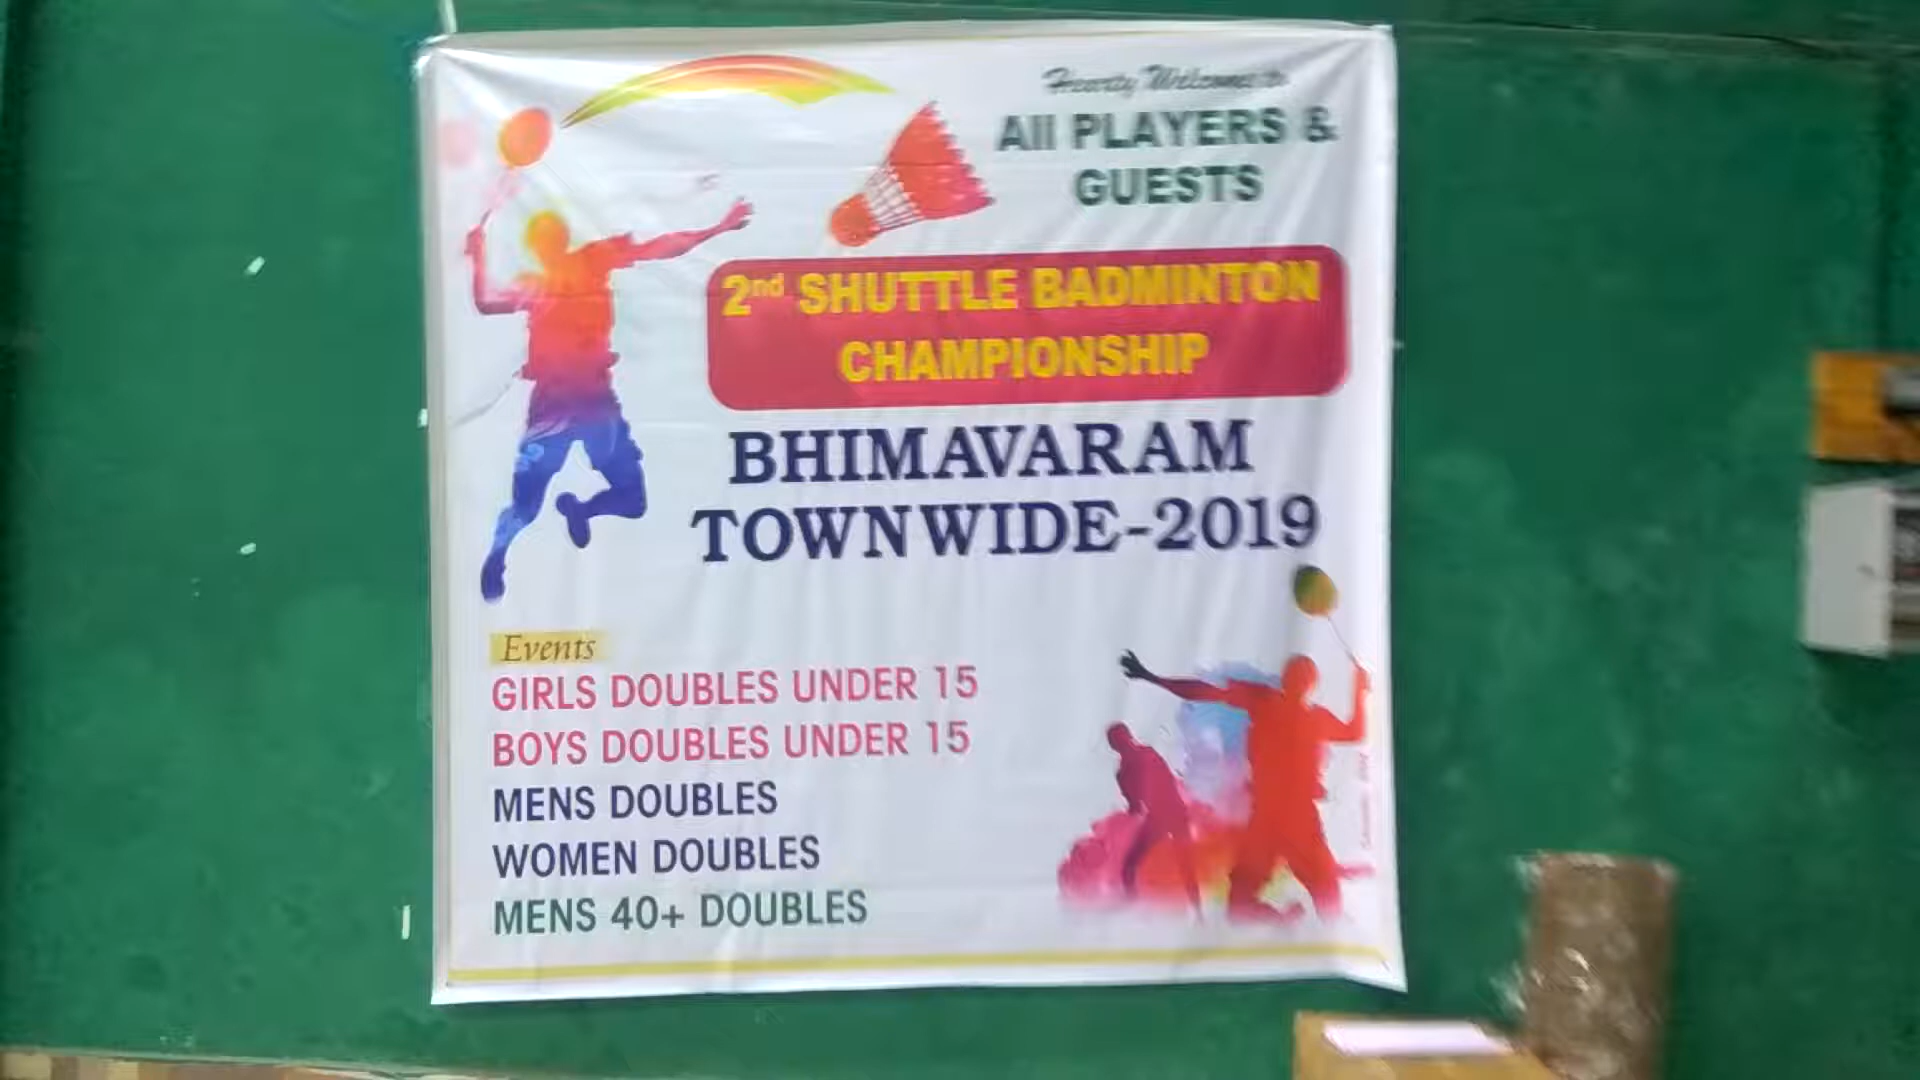 Hearty Welcome to
All PLAYERS &
GUESTS
2nd SHUTTLE BADMINTON
CHAMPIONSHIP
BHIMAVARAM
TOWNWIDE-2019
Events
GIRLS DOUBLES UNDER 15
BOYS DOUBLES UNDER 15
MENS DOUBLES
WOMEN DOUBLES
MENS 40+ DOUBLES